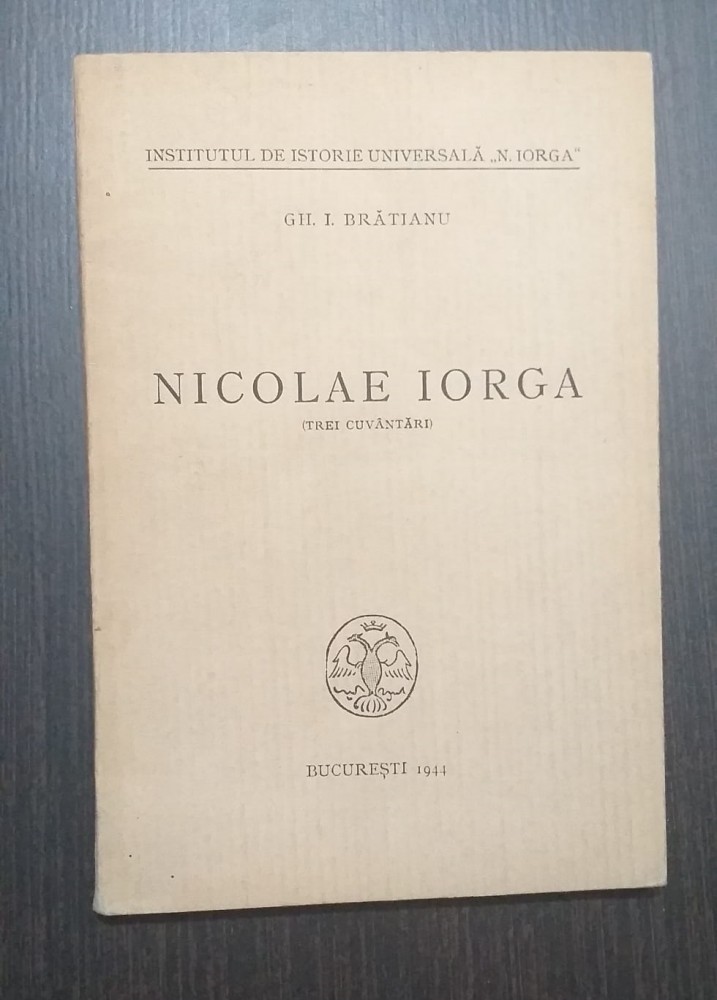 INSTITUTUL DE ISTORIE UNIVERSALĂ „N. IORGA"
GH. I. BRĂTIANU
NICOLAE IORGA
(TREI CUVÂNTĂRI)
BUCUREȘTI 1944